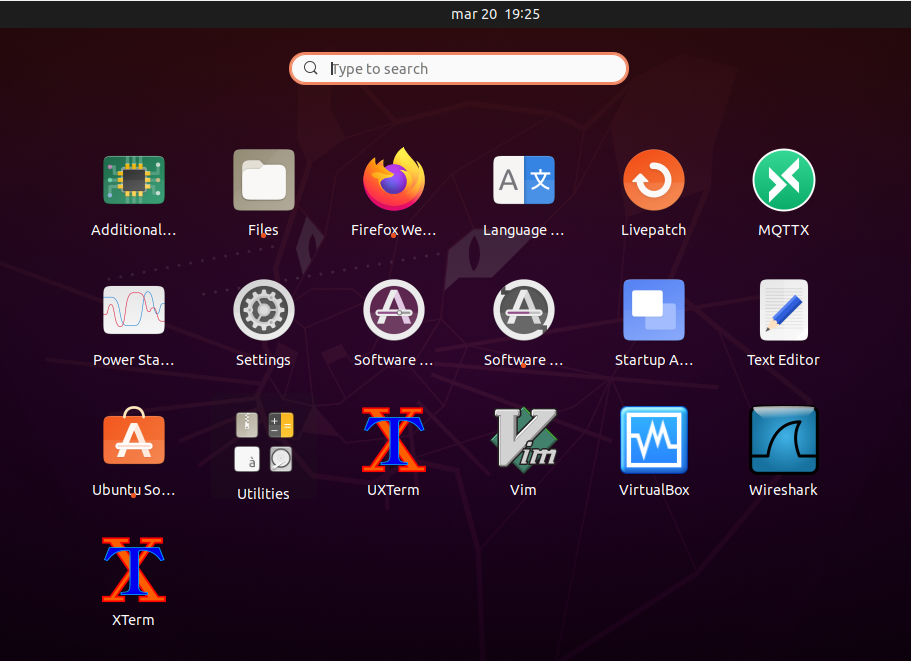 mar 20 19:25
Type to search
Additional...
Files
Firefox We...
Language ...
Livepatch
MQTTX
Power Sta...
Settings
Software ...
Software ...
Startup A...
Text Editor
Ubuntu So...
Utilities
UXTerm
Vim
VirtualBox
Wireshark
XTerm